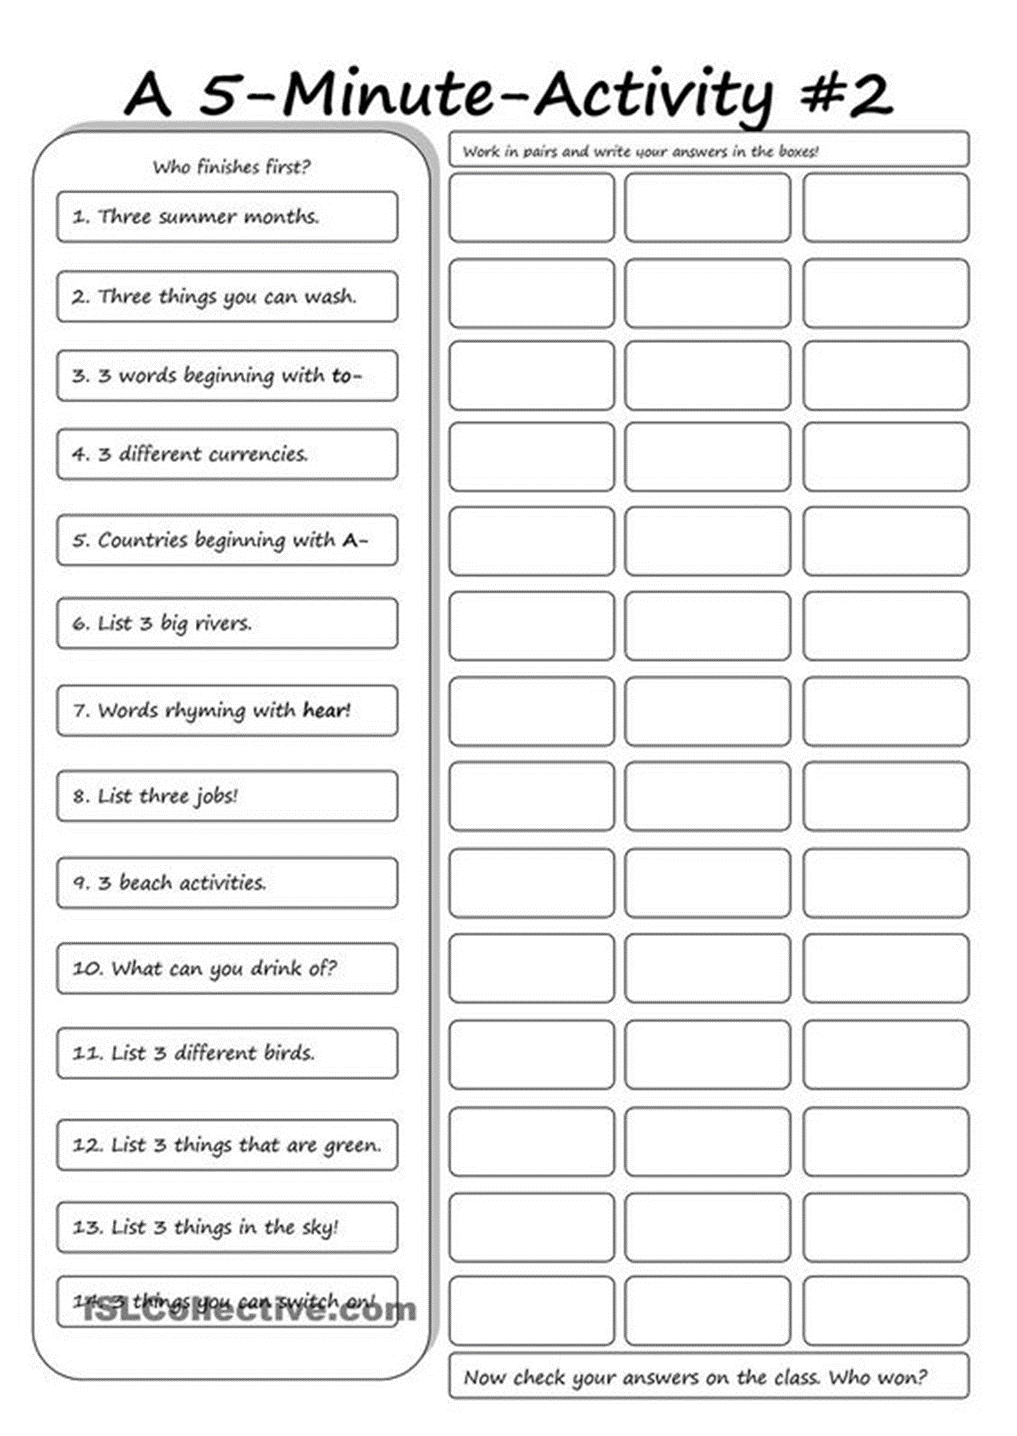 A 5-Minute-Activity #2
Who finishes first?
Work in pairs and write your answers in the boxes!
1. Three summer months.
2. Three things you can wash.
3. 3 words beginning with to-
4. 3 different currencies.
5. Countries beginning with A-
6. List 3 big rivers.
7. Words rhyming with hear!
8. List three jobs!
9. 3 beach activities.
10. What can you drink of?
11. List 3 different birds.
12. List 3 things that are green.
13. List 3 things in the sky!
14. 3 things you can switch on!
iSLCollective.com
Now check your answers on the class. Who won?